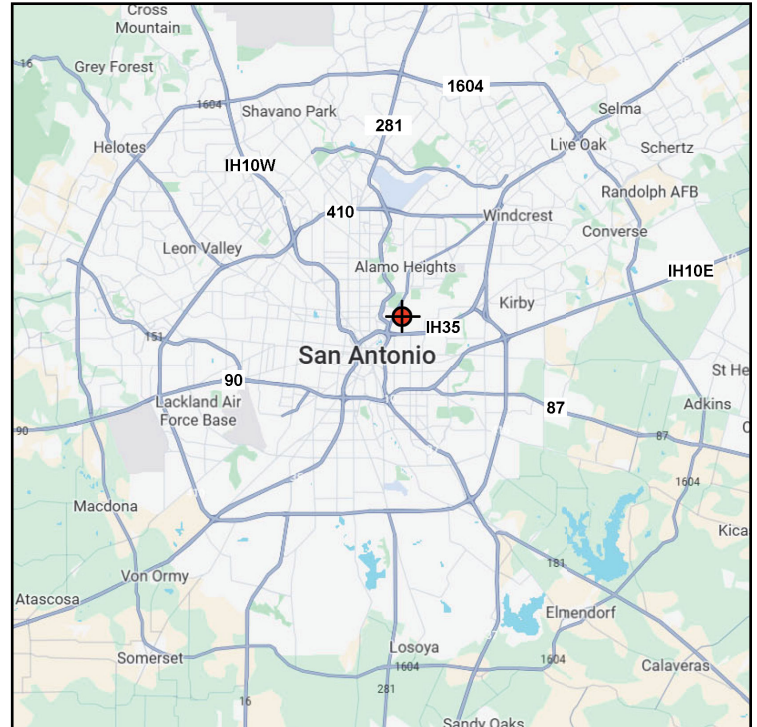 Cross
Mountain
16
Grey Forest
1604
1604
Shavano Park
Selma
281
Helotes
Live Oak
Schertz
IH10W
Randolph AFB
410
Windcrest
Converse
Leon Valley
Alamo Heights
IH10E
Kirby
IH35
151
San Antonio
St He
90
Lackland Air
Force Base
87
Adkins
90
87
1604
Macdona
Kica
181
Von Ormy
Atascosa
Elmendorf
Losoya
Somerset
1604
1604
Calaveras
281
16
Sandy Oaks